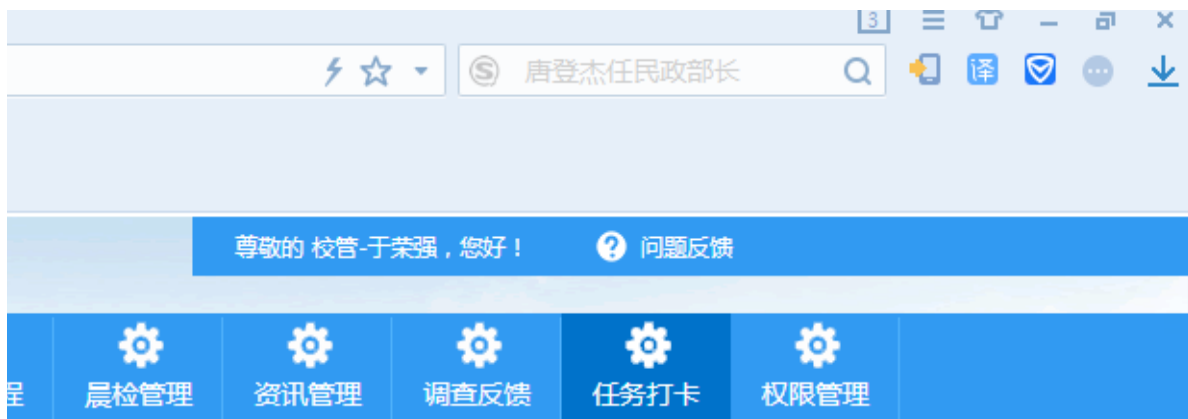 3
唐登杰任民政部长
译
尊敬的 校管-于荣强，您好！ 问题反馈
程 晨检管理 资讯管理 调查反馈 任务打卡 权限管理